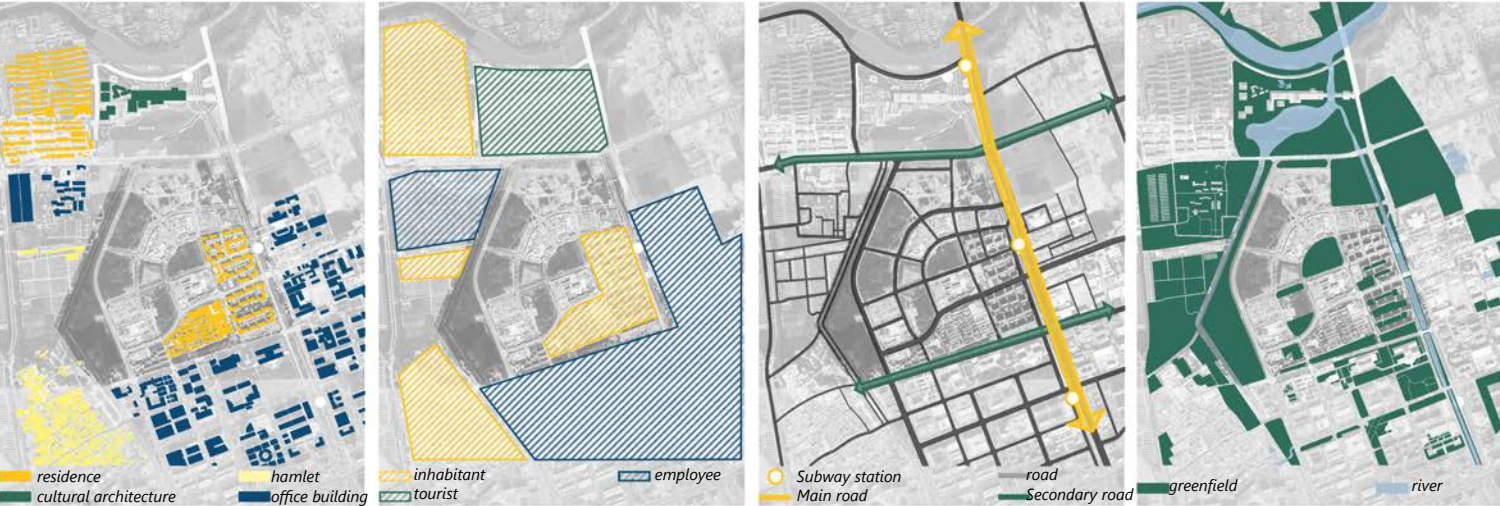 residence
cultural architecture
hamlet
office building
inhabitant
tourist
employee
Subway station
Main road
road
Secondary road
greenfield
river